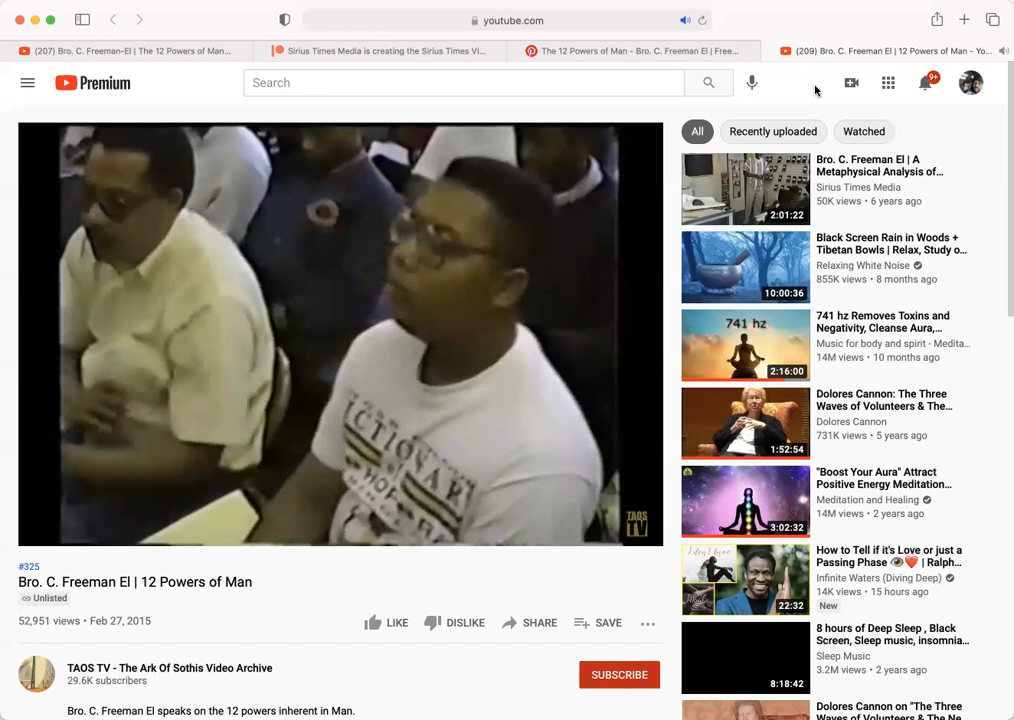 youtube.com
(207) Bro. C. Freeman-El | The 12 Powers of Man...
Sirius Times Media is creating the Sirius Times Vi...
The 12 Powers of Man - Bro. C. Freeman El | Free...
(209) Bro. C. Freeman El | 12 Powers of Man - Yo...
Premium
Search
9+
All
Recently uploaded
Watched
TAOS
TV
#325
Bro. C. Freeman El | 12 Powers of Man
Unlisted
52,951 views • Feb 27, 2015
LIKE
DISLIKE
SHARE
SAVE
TAOS TV - The Ark Of Sothis Video Archive
29.6K subscribers
SUBSCRIBE
Bro. C. Freeman El speaks on the 12 powers inherent in Man.
2:01:22
Bro. C. Freeman El | A
Metaphysical Analysis of...
Sirius Times Media
50K views • 6 years ago
10:00:36
Black Screen Rain in Woods +
Tibetan Bowls | Relax, Study o...
Relaxing White Noise
855K views • 8 months ago
741 hz
2:16:00
741 hz Removes Toxins and
Negativity, Cleanse Aura,...
Music for body and spirit - Medita...
14M views • 10 months ago
1:52:54
Dolores Cannon: The Three
Waves of Volunteers & The...
Dolores Cannon
731K views • 5 years ago
3:02:32
"Boost Your Aura" Attract
Positive Energy Meditation...
Meditation and Healing
14M views • 2 years ago
22:32
How to Tell if it's Love or just a
Passing Phase 👁️❤️ | Ralph...
Infinite Waters (Diving Deep)
14K views • 15 hours ago
New
8:18:42
8 hours of Deep Sleep , Black
Screen, Sleep music, insomnia...
Sleep Music
3.2M views • 2 years ago
Dolores Cannon on "The Three
Waves of Volunteers & The Ne